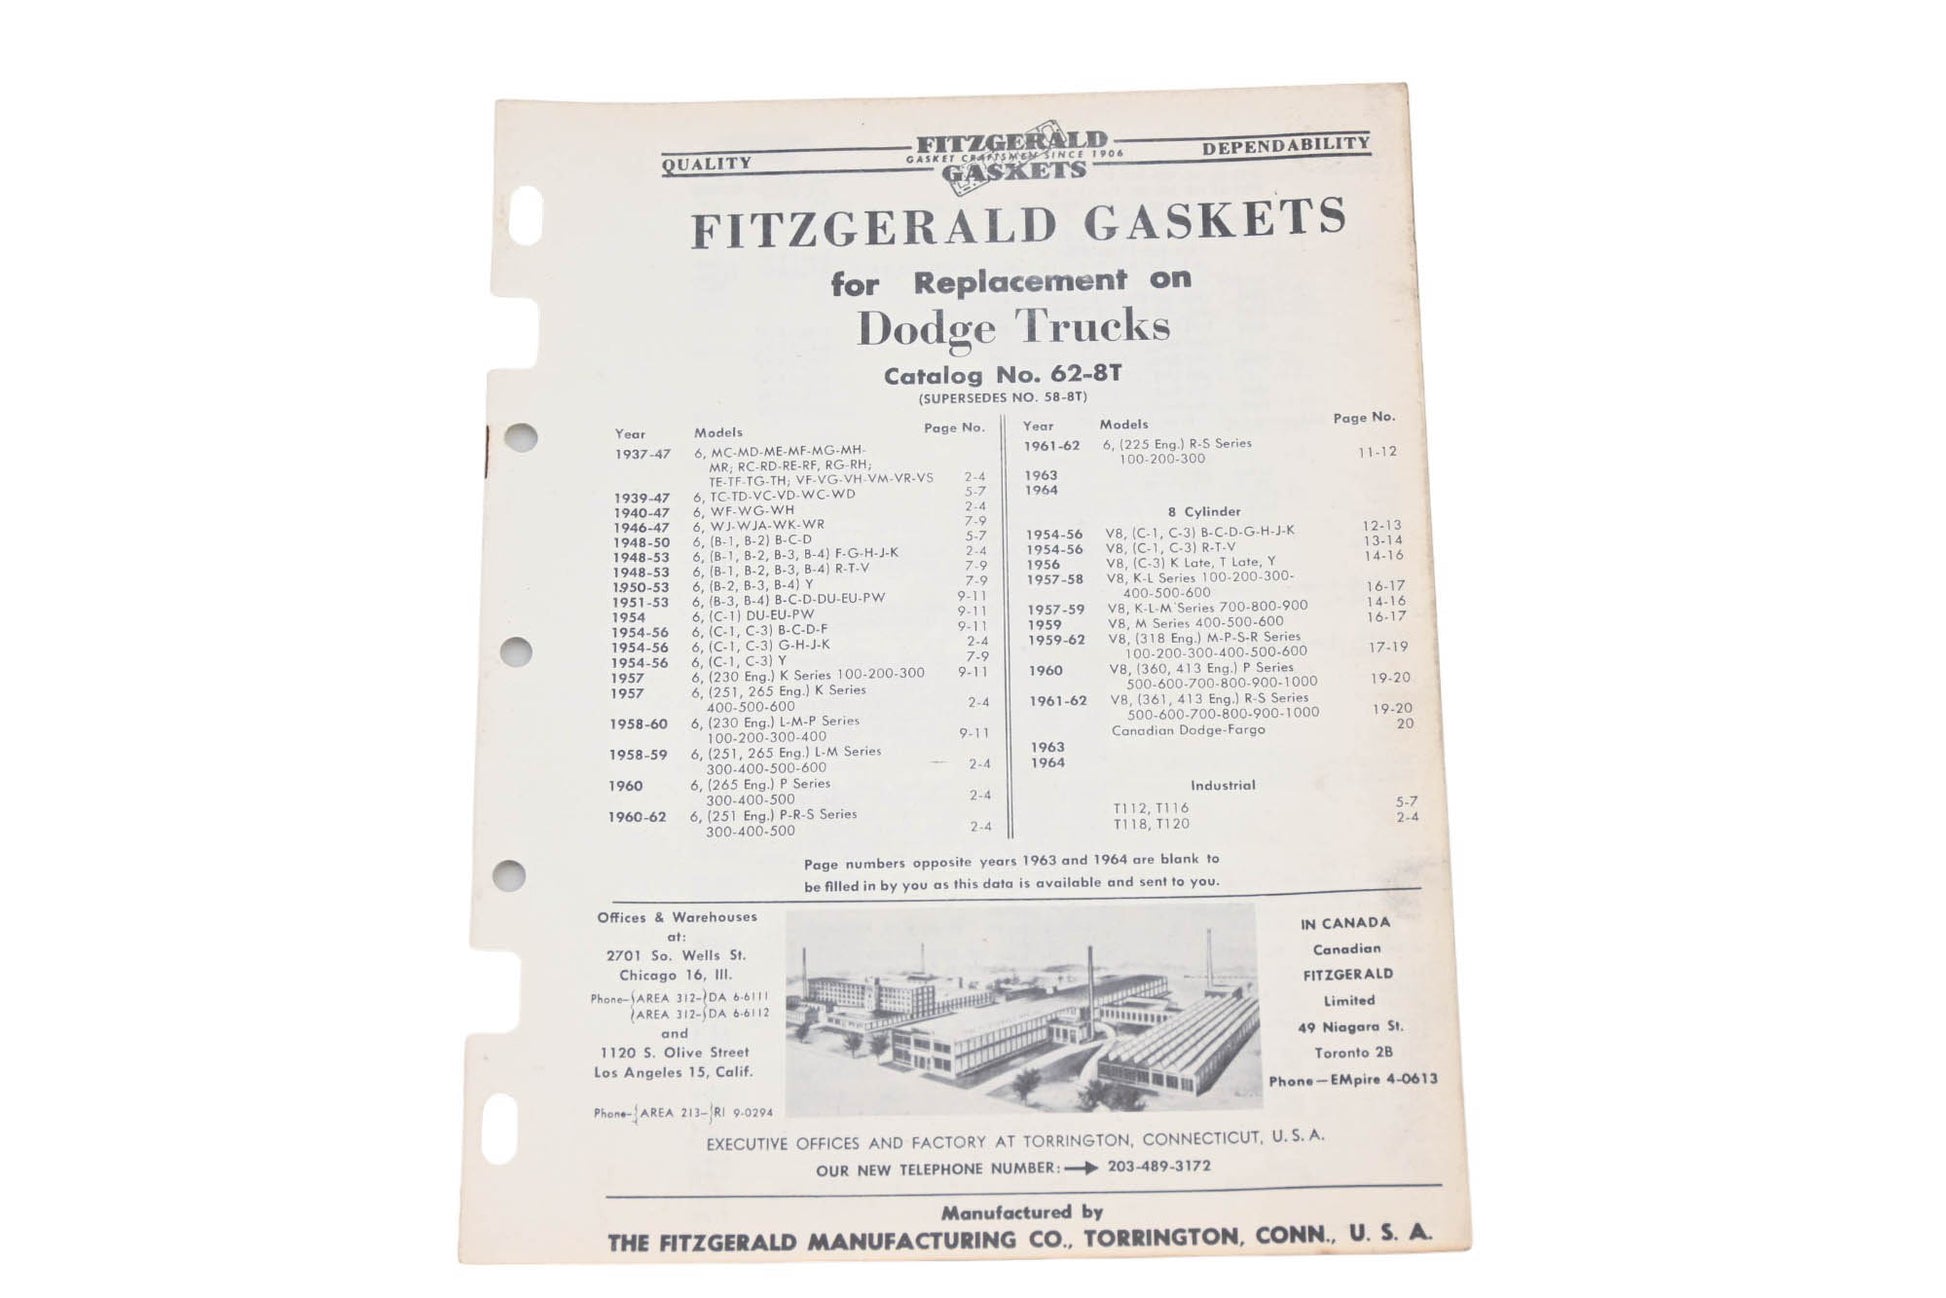 QUALITY
FITZGERALD
GASKET CRAFTSMEN SINCE 1906
GASKETS
DEPENDABILITY
FITZGERALD GASKETS
for Replacement on
Dodge Trucks
Catalog No. 62-8T
(SUPERSEDES NO. 58-8T)
Year Models Page No.
1937-47 6, MC-MD-ME-MF-MG-MH-
MR; RC-RD-RE-RF, RG-RH;
TE-TF-TG-TH; VF-VG-VH-VM-VR-VS 2-4
1939-47 6, TC-TD-VC-VD-WC-WD 5-7
1940-47 6, WF-WG-WH 2-4
1946-47 6, WJ-WJA-WK-WR 7-9
1948-50 6, (B-1, B-2) B-C-D 5-7
1948-53 6, (B-1, B-2, B-3, B-4) F-G-H-J-K 2-4
1948-53 6, (B-1, B-2, B-3, B-4) R-T-V 7-9
1950-53 6, (B-2, B-3, B-4) Y 7-9
1951-53 6, (B-3, B-4) B-C-D-DU-EU-PW 9-11
1954 6, (C-1) DU-EU-PW 9-11
1954-56 6, (C-1, C-3) B-C-D-F 9-11
1954-56 6, (C-1, C-3) G-H-J-K 2-4
1954-56 6, (C-1, C-3) Y 7-9
1957 6, (230 Eng.) K Series 100-200-300 9-11
1957 6, (251, 265 Eng.) K Series
400-500-600 2-4
1958-60 6, (230 Eng.) L-M-P Series
100-200-300-400 9-11
1958-59 6, (251, 265 Eng.) L-M Series
300-400-500-600 2-4
1960 6, (265 Eng.) P Series
300-400-500 2-4
1960-62 6, (251 Eng.) P-R-S Series
300-400-500 2-4
Year Models Page No.
1961-62 6, (225 Eng.) R-S Series
100-200-300 11-12
1963
1964
8 Cylinder
1954-56 V8, (C-1, C-3) B-C-D-G-H-J-K 12-13
1954-56 V8, (C-1, C-3) R-T-V 13-14
1956 V8, (C-3) K Late, T Late, Y 14-16
1957-58 V8, K-L Series 100-200-300-
400-500-600 16-17
1957-59 V8, K-L-M Series 700-800-900 14-16
1959 V8, M Series 400-500-600 16-17
1959-62 V8, (318 Eng.) M-P-S-R Series
100-200-300-400-500-600 17-19
1960 V8, (360, 413 Eng.) P Series
500-600-700-800-900-1000 19-20
1961-62 V8, (361, 413 Eng.) R-S Series
500-600-700-800-900-1000 19-20
Canadian Dodge-Fargo 20
1963
1964
Industrial
T112, T116 5-7
T118, T120 2-4
Page numbers opposite years 1963 and 1964 are blank to
be filled in by you as this data is available and sent to you.
Offices & Warehouses
at:
2701 So. Wells St.
Chicago 16, Ill.
Phone-{AREA 312-}DA 6-6111
{AREA 312-}DA 6-6112
and
1120 S. Olive Street
Los Angeles 15, Calif.
Phone-{AREA 213-}RI 9-0294
IN CANADA
Canadian
FITZGERALD
Limited
49 Niagara St.
Toronto 2B
Phone—EMpire 4-0613
EXECUTIVE OFFICES AND FACTORY AT TORRINGTON, CONNECTICUT, U. S. A.
OUR NEW TELEPHONE NUMBER: → 203-489-3172
Manufactured by
THE FITZGERALD MANUFACTURING CO., TORRINGTON, CONN., U. S. A.